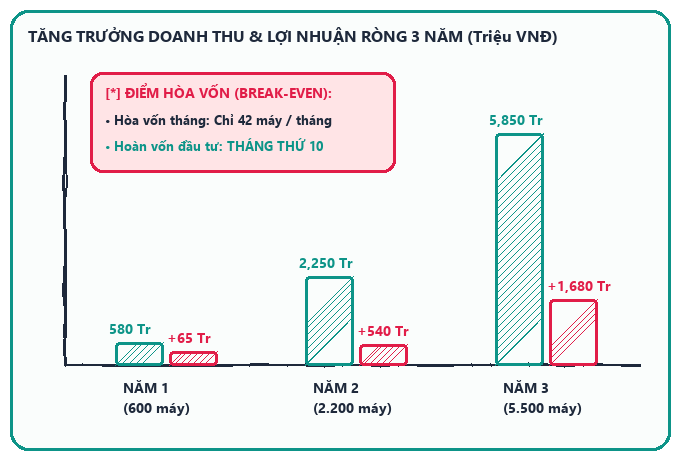 TĂNG TRƯỞNG DOANH THU & LỢI NHUẬN RÒNG 3 NĂM (Triệu VNĐ)
[*] ĐIỂM HÒA VỐN (BREAK-EVEN):
• Hòa vốn tháng: Chỉ 42 máy / tháng
• Hoàn vốn đầu tư: THÁNG THỨ 10
580 Tr
+65 Tr
2,250 Tr
+540 Tr
5,850 Tr
+1,680 Tr
NĂM 1
(600 máy)
NĂM 2
(2.200 máy)
NĂM 3
(5.500 máy)